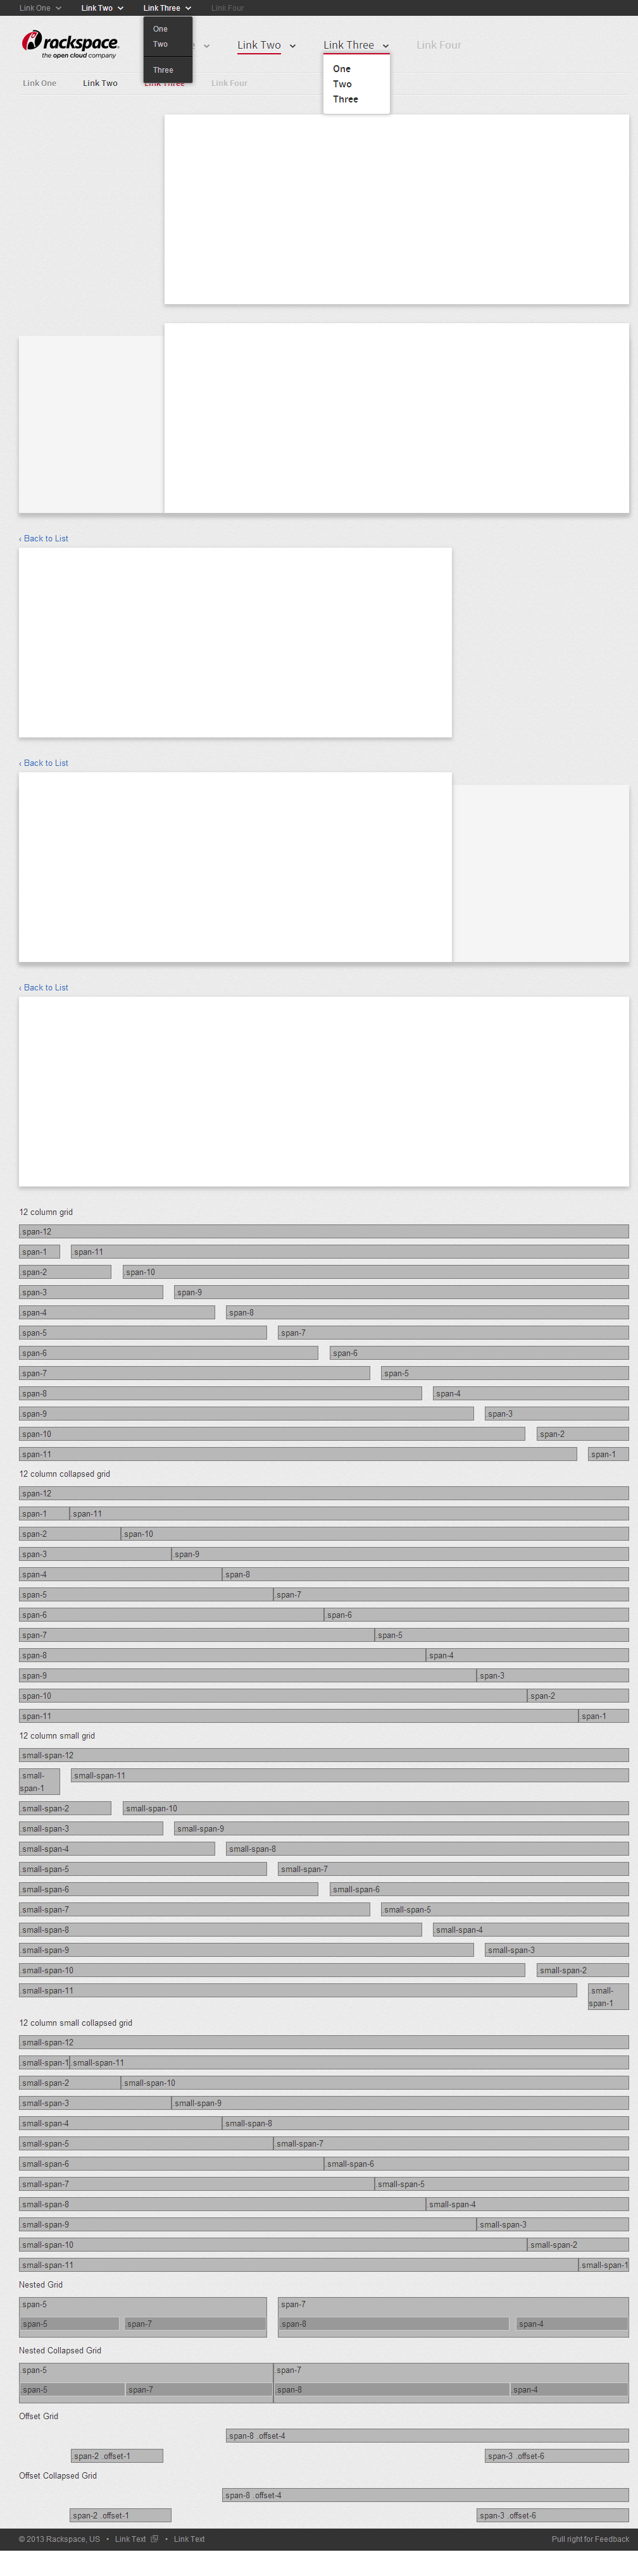 Link One Link Two Link Three Link Four
One
Two
Three
rackspace.
the open cloud company
e Link Two Link Three Link Four
One
Two
Three
Link One Link Two Link Three Link Four
‹ Back to List
‹ Back to List
‹ Back to List
12 column grid
.span-12
.span-1 .span-11
.span-2 .span-10
.span-3 .span-9
.span-4 .span-8
.span-5 .span-7
.span-6 .span-6
.span-7 .span-5
.span-8 .span-4
.span-9 .span-3
.span-10 .span-2
.span-11 .span-1
12 column collapsed grid
.span-12
.span-1 .span-11
.span-2 .span-10
.span-3 .span-9
.span-4 .span-8
.span-5 .span-7
.span-6 .span-6
.span-7 .span-5
.span-8 .span-4
.span-9 .span-3
.span-10 .span-2
.span-11 .span-1
12 column small grid
.small-span-12
.small-span-1 .small-span-11
.small-span-2 .small-span-10
.small-span-3 .small-span-9
.small-span-4 .small-span-8
.small-span-5 .small-span-7
.small-span-6 .small-span-6
.small-span-7 .small-span-5
.small-span-8 .small-span-4
.small-span-9 .small-span-3
.small-span-10 .small-span-2
.small-span-11 .small-span-1
12 column small collapsed grid
.small-span-12
.small-span-1 .small-span-11
.small-span-2 .small-span-10
.small-span-3 .small-span-9
.small-span-4 .small-span-8
.small-span-5 .small-span-7
.small-span-6 .small-span-6
.small-span-7 .small-span-5
.small-span-8 .small-span-4
.small-span-9 .small-span-3
.small-span-10 .small-span-2
.small-span-11 .small-span-1
Nested Grid
.span-5 .span-7
.span-5 .span-7 .span-8 .span-4
Nested Collapsed Grid
.span-5 .span-7
.span-5 .span-7 .span-8 .span-4
Offset Grid
.span-8 .offset-4
.span-2 .offset-1 .span-3 .offset-6
Offset Collapsed Grid
.span-8 .offset-4
.span-2 .offset-1 .span-3 .offset-6
© 2013 Rackspace, US • Link Text • Link Text Pull right for Feedback